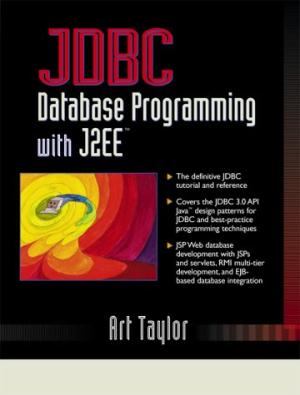 JDBC
Database Programming
with J2EE™
► The definitive JDBC
tutorial and reference
► Covers the JDBC 3.0 API
Java™ design patterns for
JDBC and best-practice
programming techniques
► JSP Web database
development with JSPs
and servlets, RMI multi-tier
development, and EJB-
based database integration
Art Taylor